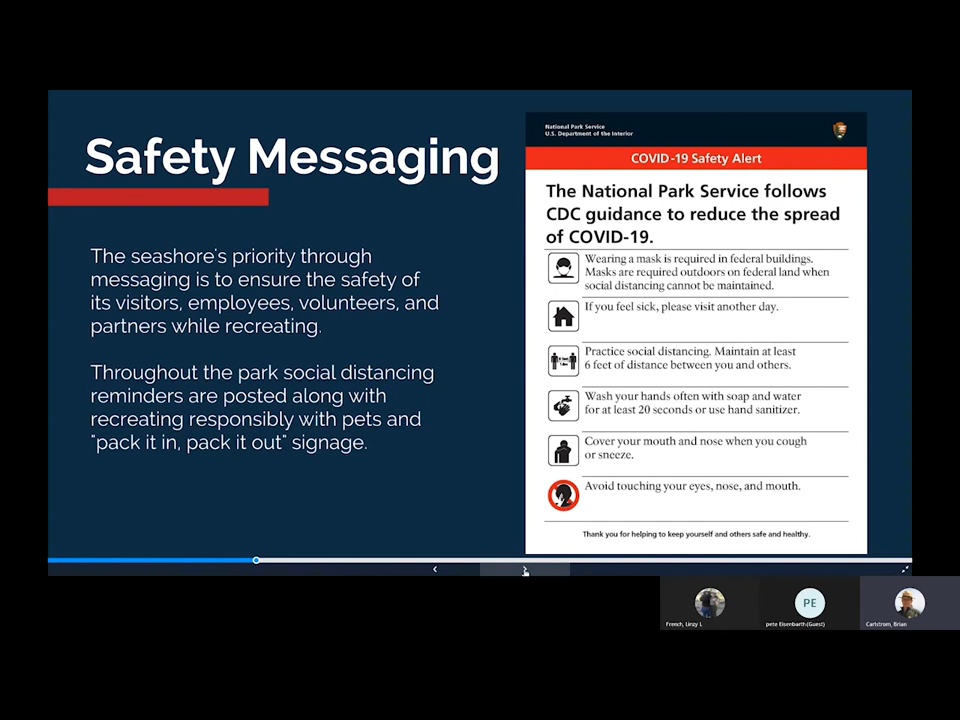 Safety Messaging
The seashore's priority through
messaging is to ensure the safety of
its visitors, employees, volunteers, and
partners while recreating.
Throughout the park social distancing
reminders are posted along with
recreating responsibly with pets and
"pack it in, pack it out" signage.
National Park Service
U.S. Department of the Interior
COVID-19 Safety Alert
The National Park Service follows
CDC guidance to reduce the spread
of COVID-19.
Wearing a mask is required in federal buildings.
Masks are required outdoors on federal land when
social distancing cannot be maintained.
If you feel sick, please visit another day.
Practice social distancing. Maintain at least
6 feet of distance between you and others.
Wash your hands often with soap and water
for at least 20 seconds or use hand sanitizer.
Cover your mouth and nose when you cough
or sneeze.
Avoid touching your eyes, nose, and mouth.
Thank you for helping to keep yourself and others safe and healthy.
PE
French, Linzy L
pete Eisenbarth (Guest)
Carlstrom, Brian